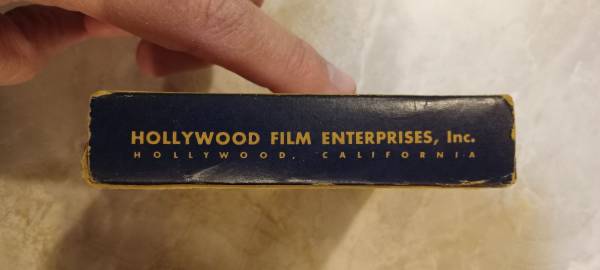 HOLLYWOOD FILM ENTERPRISES, Inc.
HOLLYWOOD, CALIFORNIA